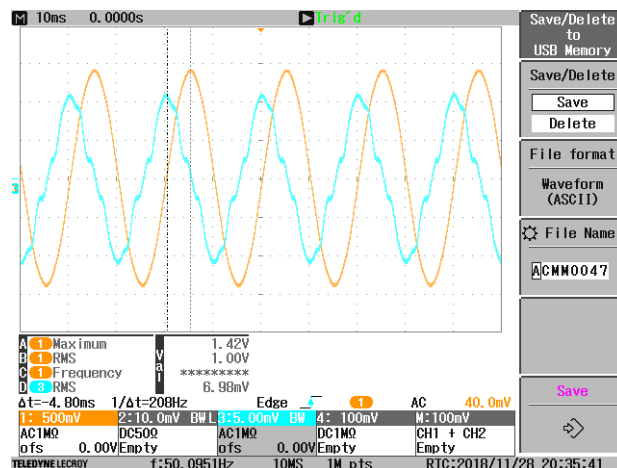 M 10ms 0.0000s Trig'd
Save/Delete
to
USB Memory
Save/Delete
Save
Delete
File format
Waveform
(ASCII)
File Name
ACMM0047
3
A 1 Maximum 1.42V
B 1 RMS 1.00V
C 1 Frequency *********
D 3 RMS 6.98mV
Val
Δt=-4.80ms 1/Δt=208Hz Edge 1 AC 40.0mV
1: 500mV 2:10.0mV BWL 3:5.00mV BW 4: 100mV M:100mV
AC1MΩ DC50Ω AC1MΩ DC1MΩ CH1 + CH2
ofs 0.00V Empty ofs 0.00V Empty Empty
Save
TELEDYNE LECROY f:50.0951Hz 10MS 1M pts RTC:2018/11/28 20:35:41